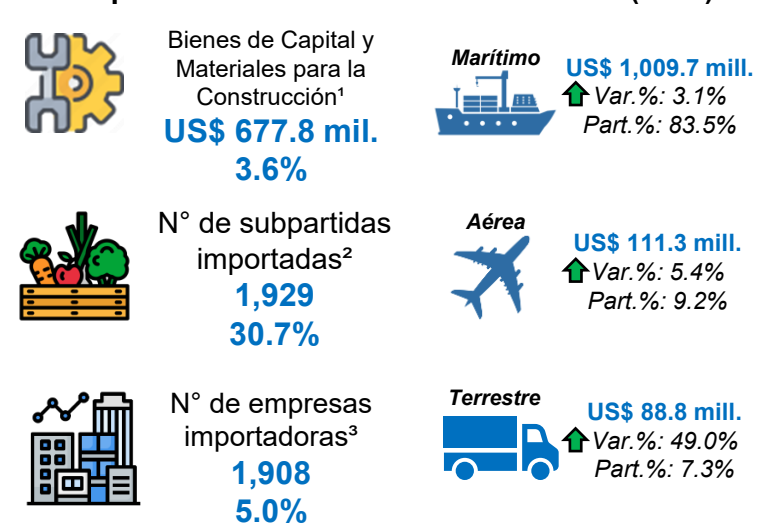 Bienes de Capital y
Materiales para la
Construcción¹
US$ 677.8 mil.
3.6%
N° de subpartidas
importadas²
1,929
30.7%
N° de empresas
importadoras³
1,908
5.0%
Marítimo
US$ 1,009.7 mill.
Var.%: 3.1%
Part.%: 83.5%
Aérea
US$ 111.3 mill.
Var.%: 5.4%
Part.%: 9.2%
Terrestre
US$ 88.8 mill.
Var.%: 49.0%
Part.%: 7.3%